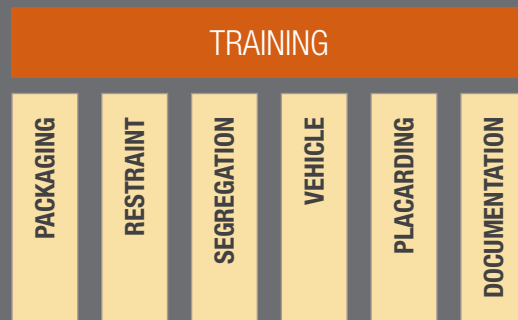 TRAINING
PACKAGING
RESTRAINT
SEGREGATION
VEHICLE
PLACARDING
DOCUMENTATION